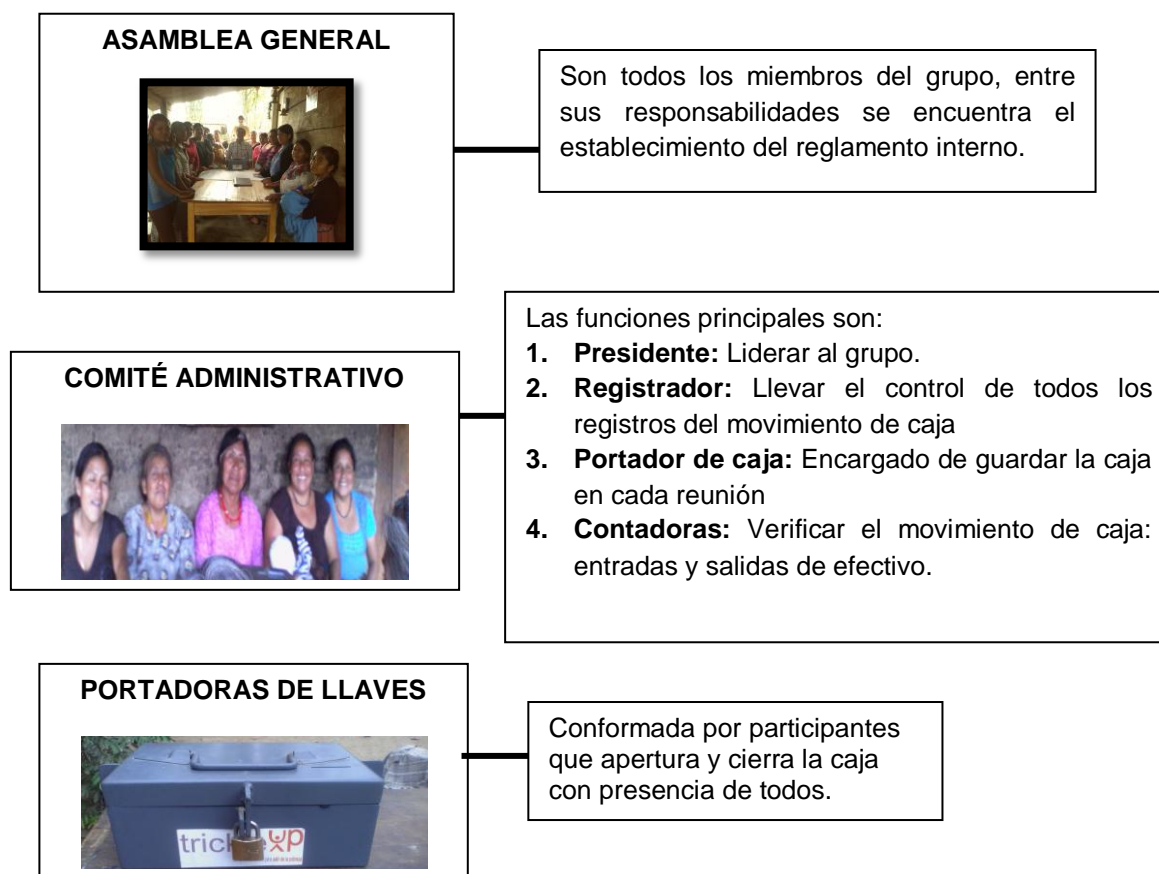 ASAMBLEA GENERAL
Son todos los miembros del grupo, entre
sus responsabilidades se encuentra el
establecimiento del reglamento interno.
COMITÉ ADMINISTRATIVO
Las funciones principales son:
1. Presidente: Liderar al grupo.
2. Registrador: Llevar el control de todos los
registros del movimiento de caja
3. Portador de caja: Encargado de guardar la caja
en cada reunión
4. Contadoras: Verificar el movimiento de caja:
entradas y salidas de efectivo.
PORTADORAS DE LLAVES
Conformada por participantes
que apertura y cierra la caja
con presencia de todos.